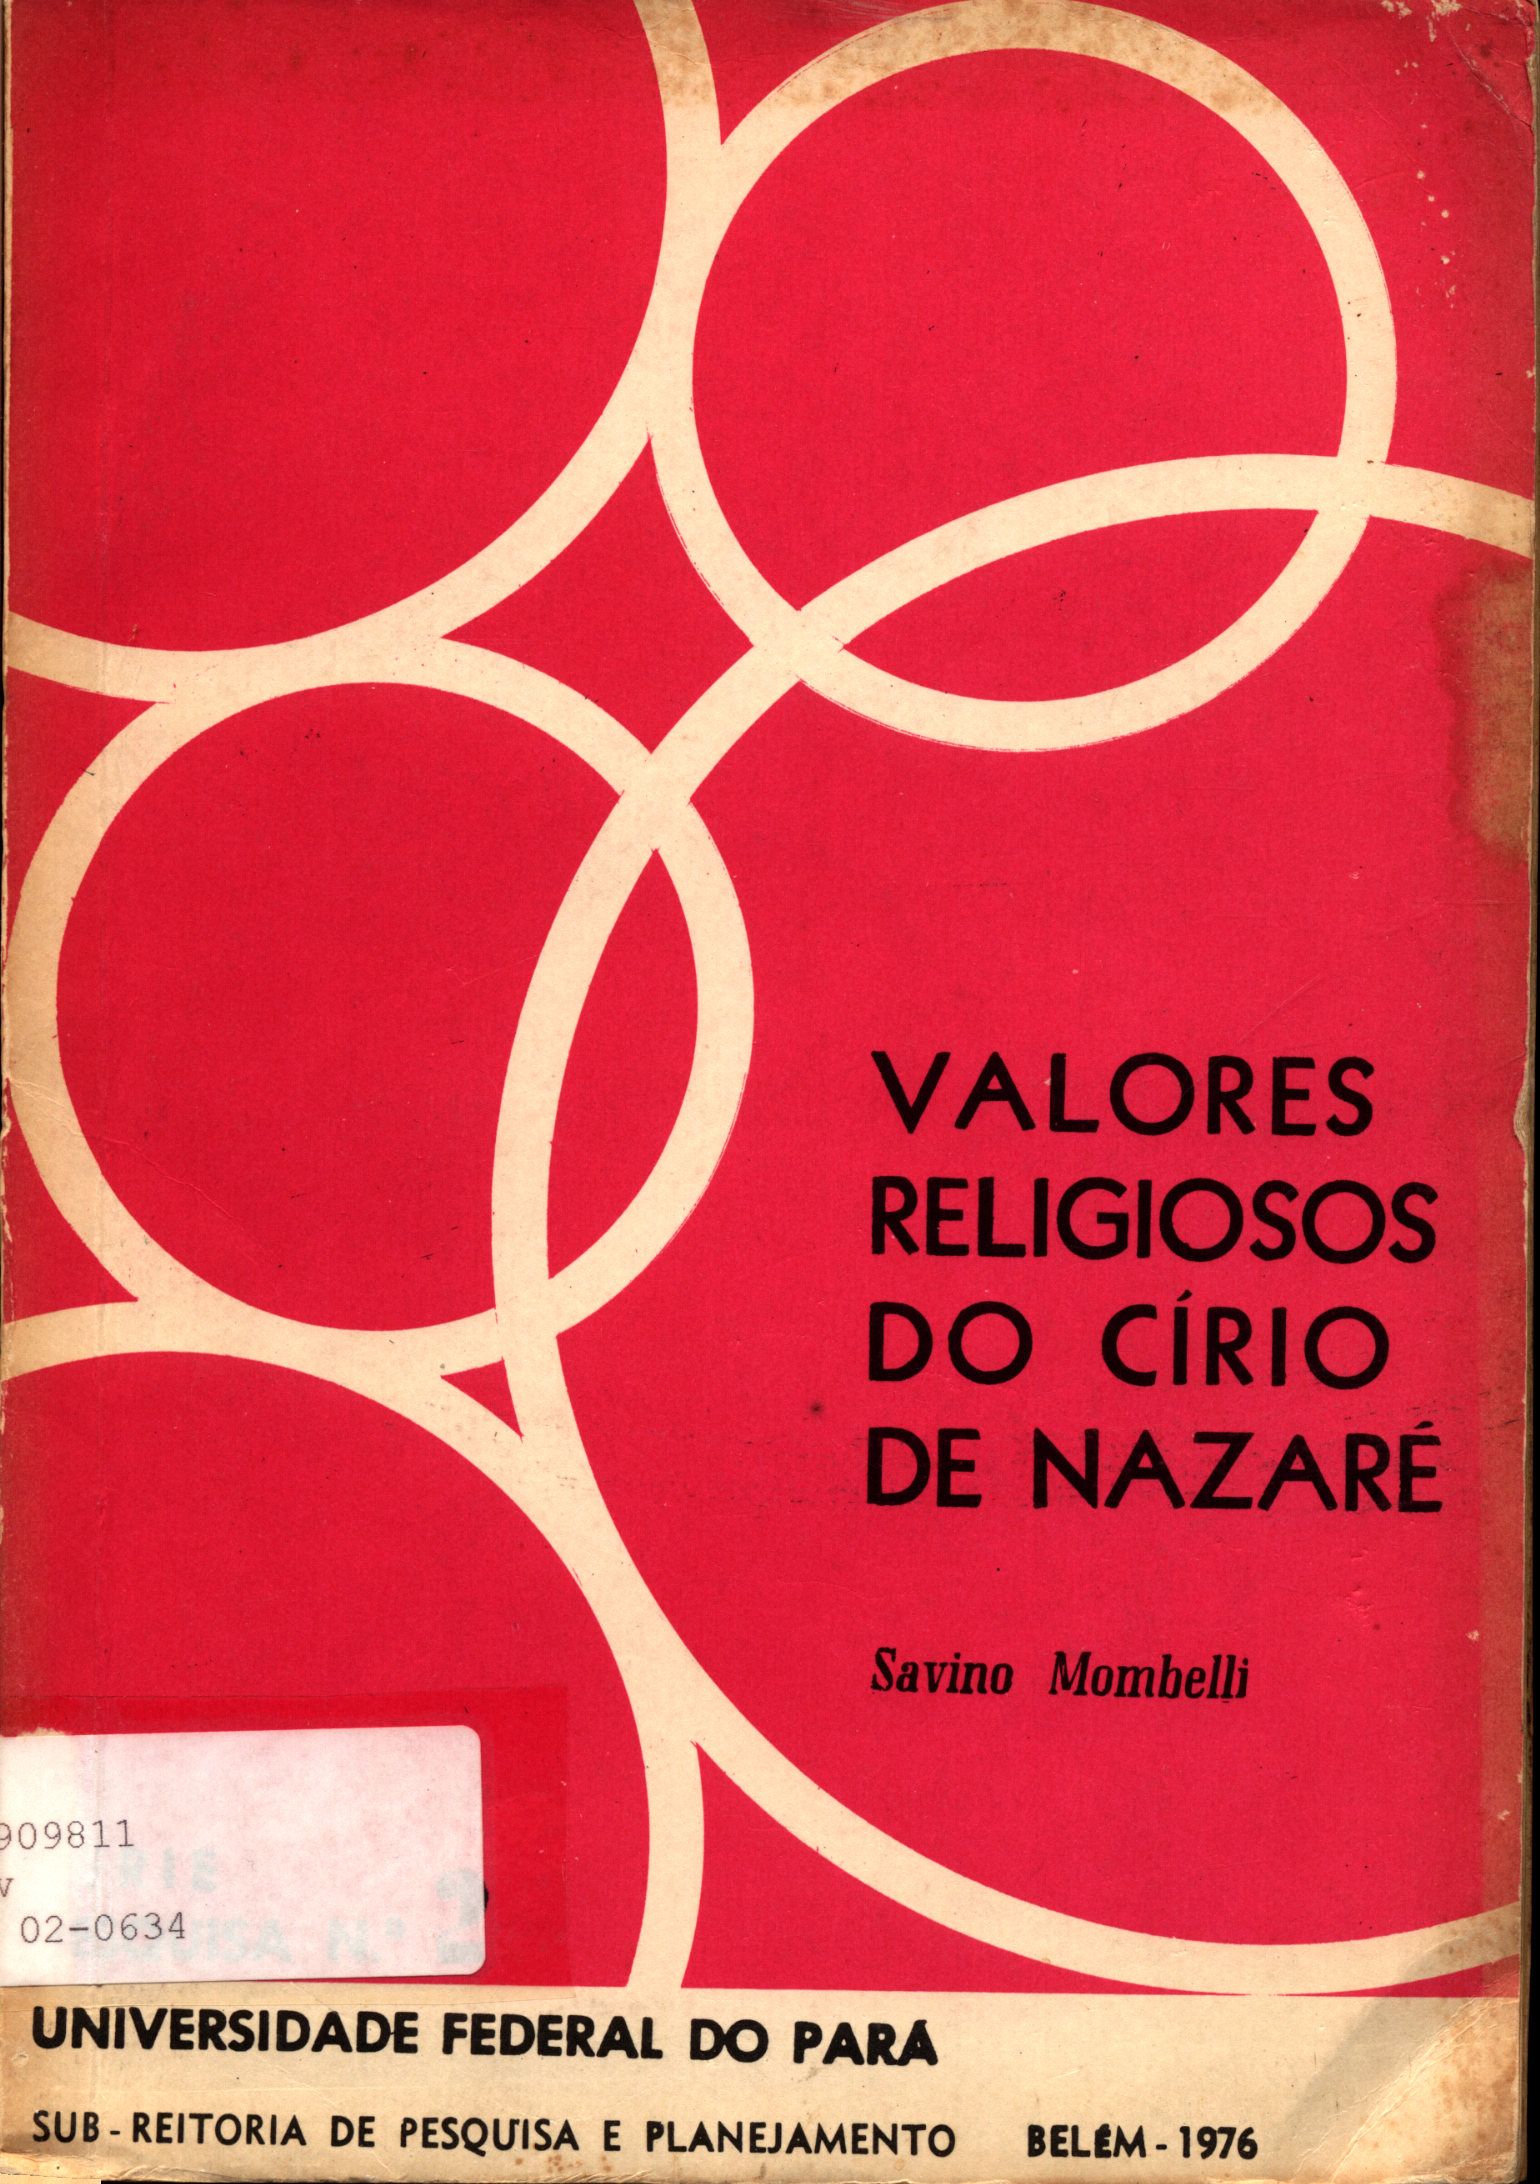 VALORES
RELIGIOSOS
DO CÍRIO
DE NAZARÉ
Savino Mombelli
909811
V
02-0634
UNIVERSIDADE FEDERAL DO PARÁ
SUB-REITORIA DE PESQUISA E PLANEJAMENTO BELÉM-1976